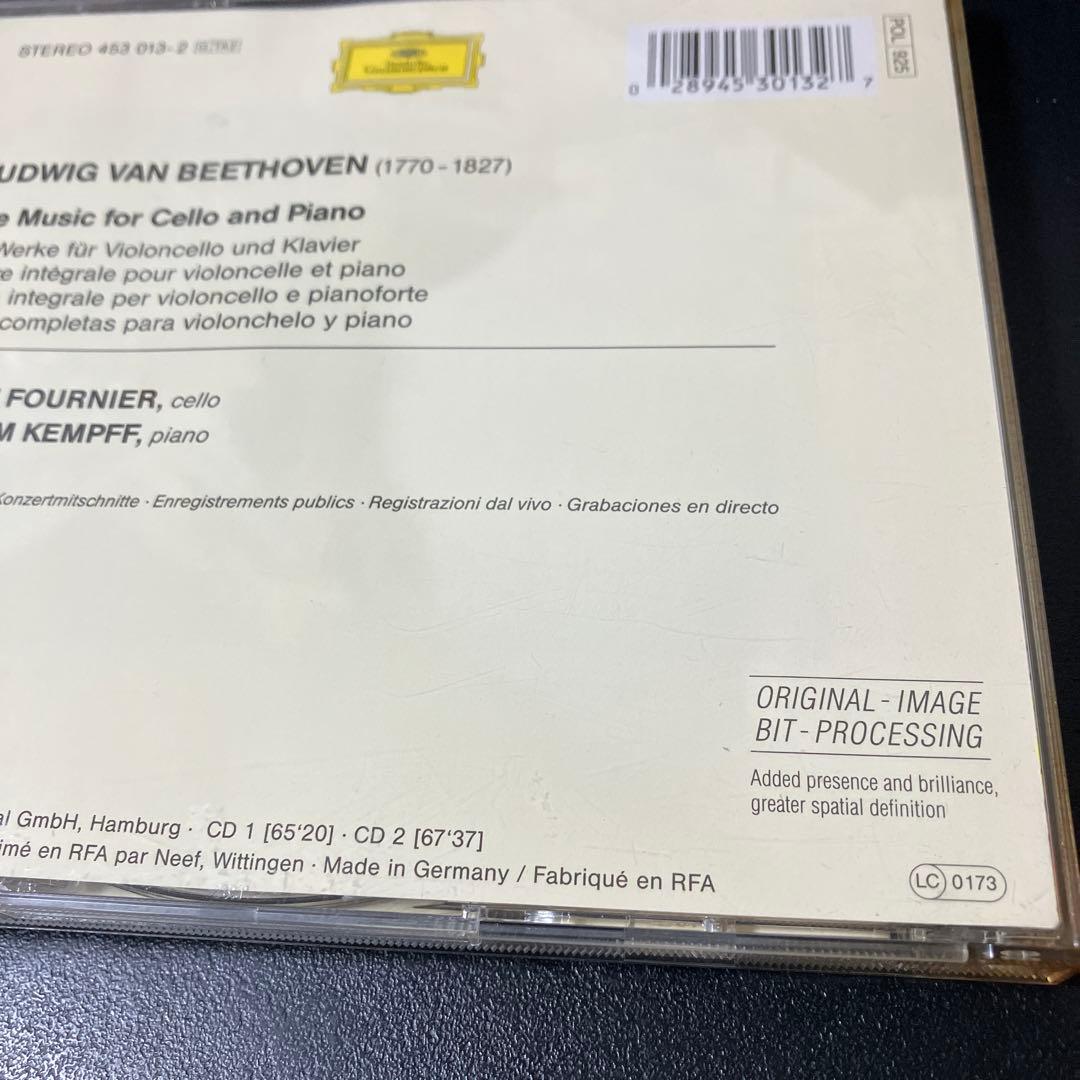 STEREO 453 013-2
Deutsche
Grammophon
0 28945 30132 7
POL 925
UDWIG VAN BEETHOVEN (1770-1827)
e Music for Cello and Piano
Werke für Violoncello und Klavier
e intégrale pour violoncelle et piano
integrale per violoncello e pianoforte
completas para violonchelo y piano
FOURNIER, cello
M KEMPFF, piano
Konzertmitschnitte · Enregistrements publics · Registrazioni dal vivo · Grabaciones en directo
ORIGINAL-IMAGE
BIT-PROCESSING
Added presence and brilliance,
greater spatial definition
al GmbH, Hamburg · CD 1 [65'20] · CD 2 [67'37]
imé en RFA par Neef, Wittingen · Made in Germany / Fabriqué en RFA
LC 0173